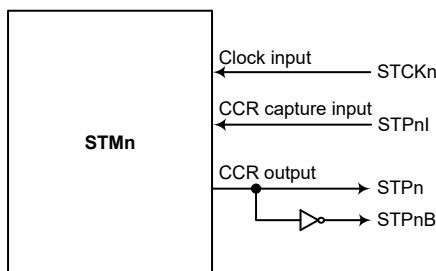 Clock input
STCKn
CCR capture input
STPnI
STMn
CCR output
STPn
STPnB